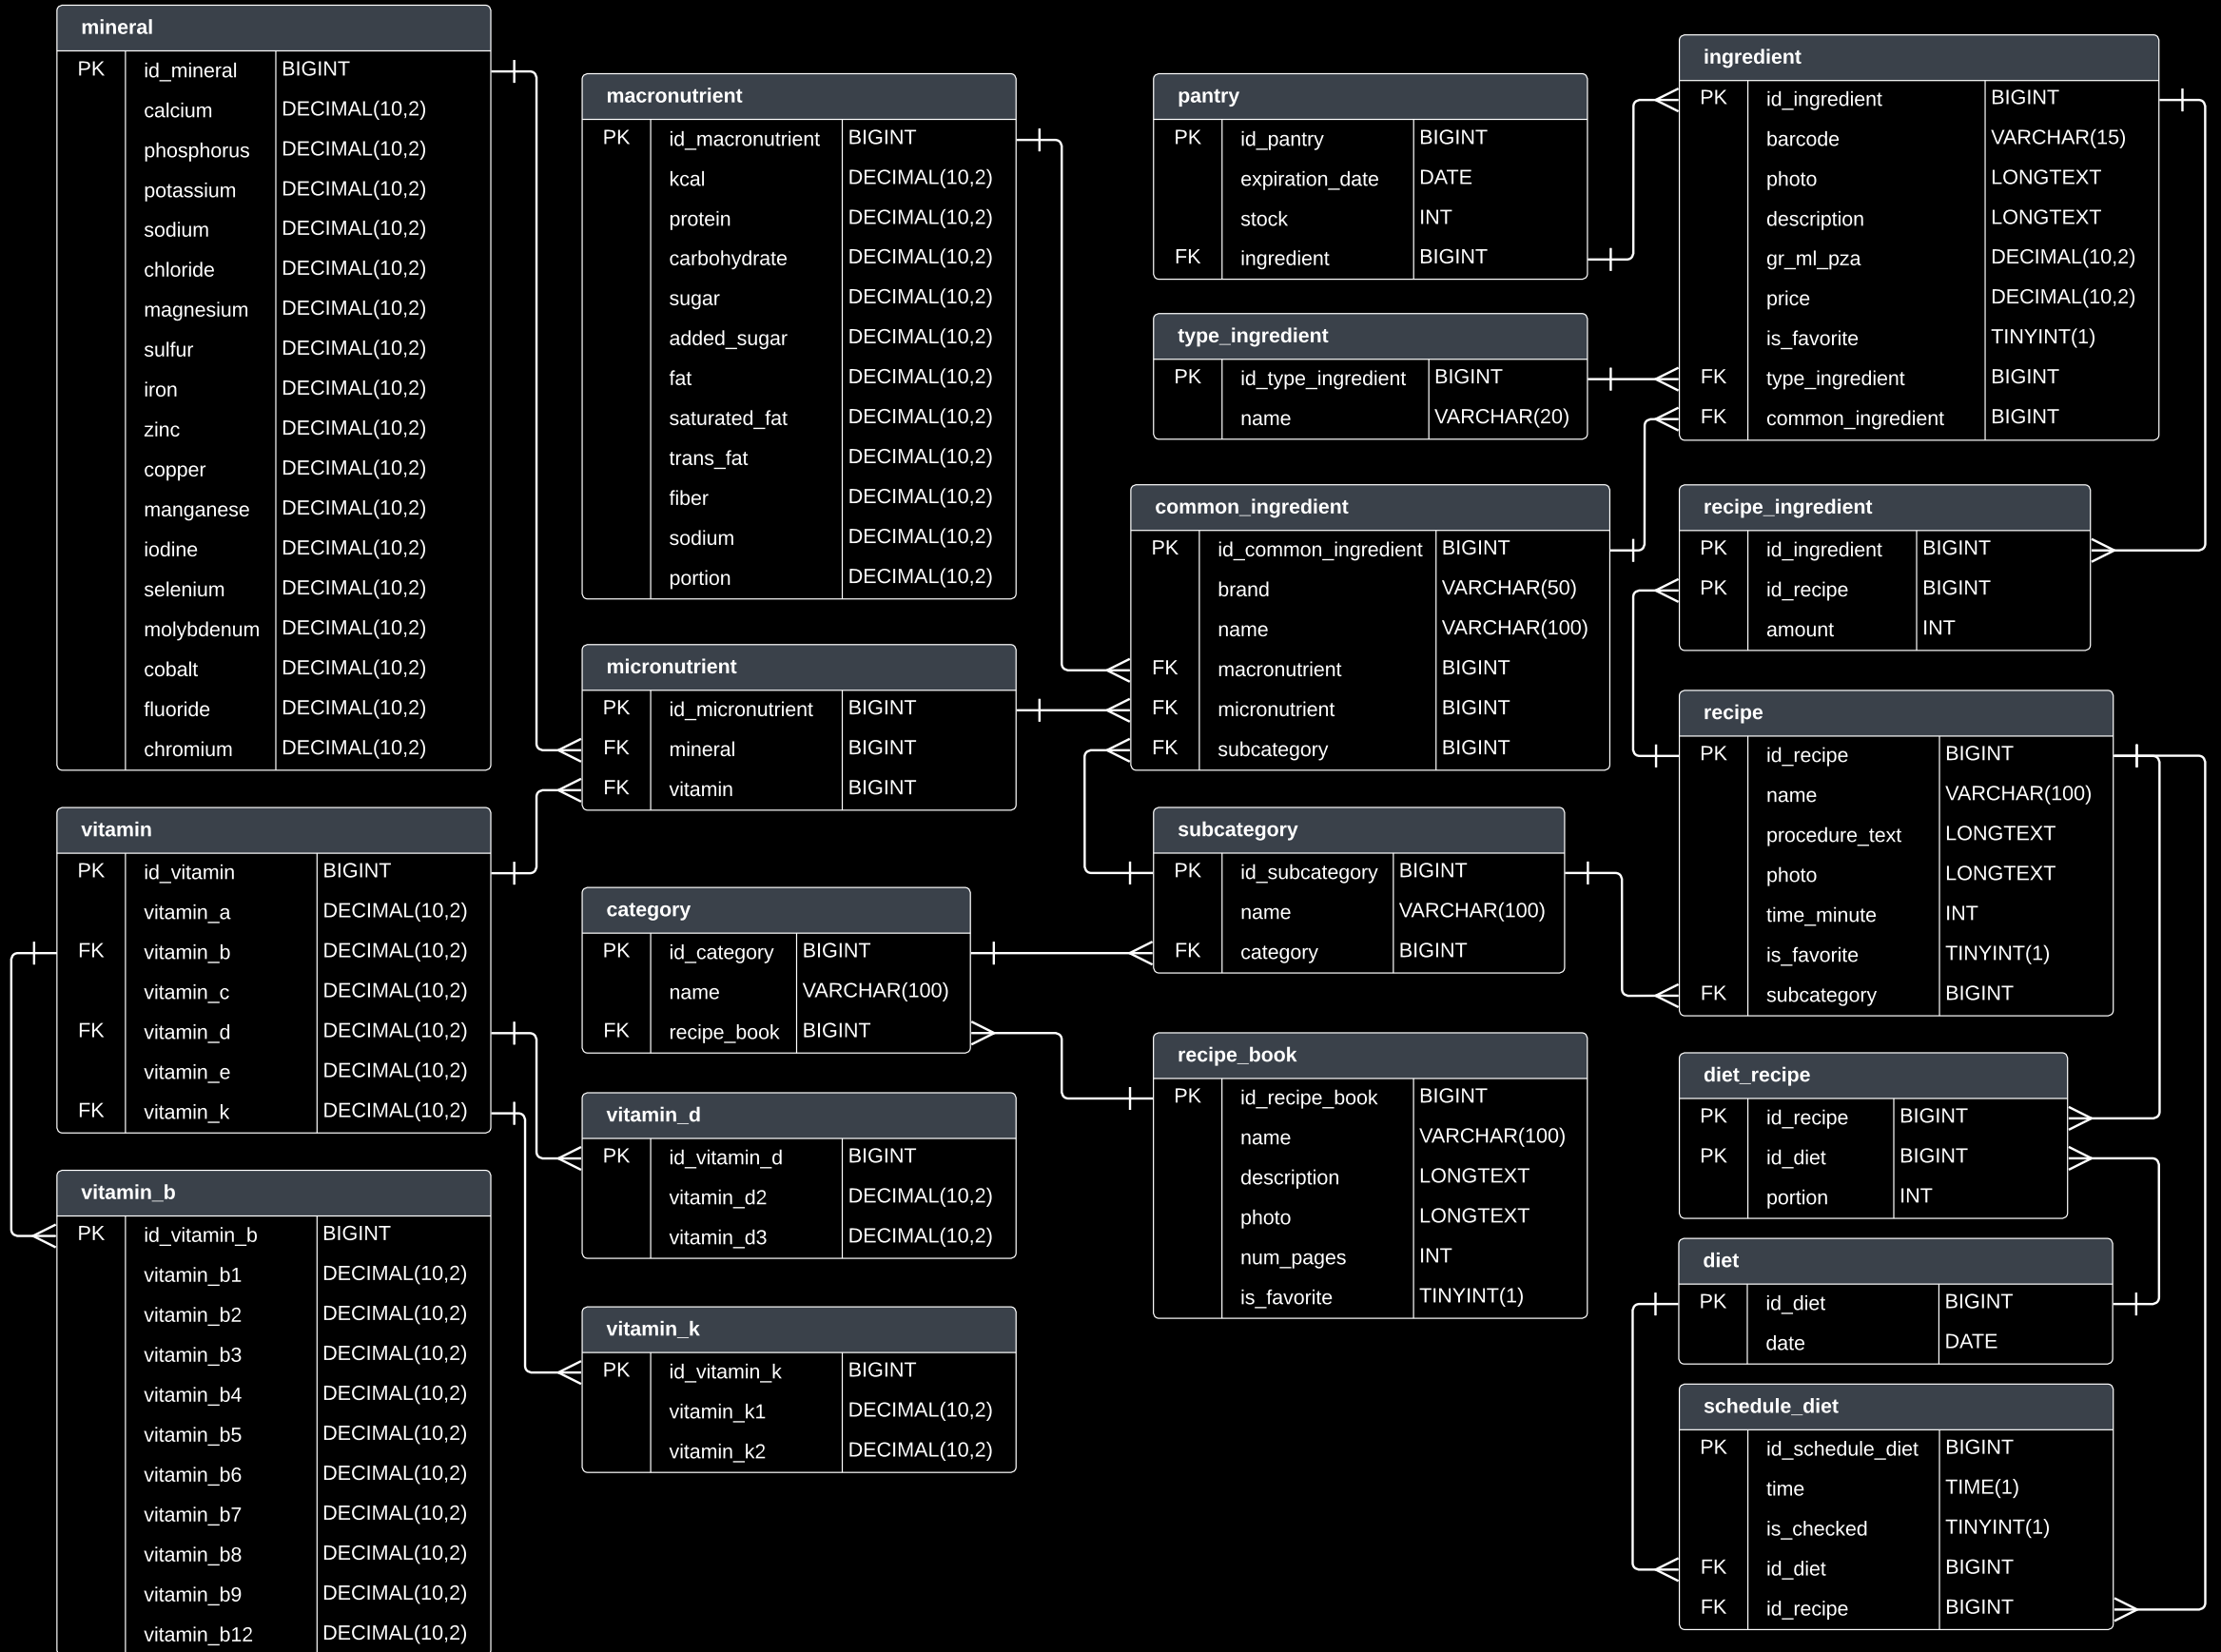 mineral
PK id_mineral BIGINT
calcium DECIMAL(10,2)
phosphorus DECIMAL(10,2)
potassium DECIMAL(10,2)
sodium DECIMAL(10,2)
chloride DECIMAL(10,2)
magnesium DECIMAL(10,2)
sulfur DECIMAL(10,2)
iron DECIMAL(10,2)
zinc DECIMAL(10,2)
copper DECIMAL(10,2)
manganese DECIMAL(10,2)
iodine DECIMAL(10,2)
selenium DECIMAL(10,2)
molybdenum DECIMAL(10,2)
cobalt DECIMAL(10,2)
fluoride DECIMAL(10,2)
chromium DECIMAL(10,2)
vitamin
PK id_vitamin BIGINT
vitamin_a DECIMAL(10,2)
FK vitamin_b DECIMAL(10,2)
vitamin_c DECIMAL(10,2)
FK vitamin_d DECIMAL(10,2)
vitamin_e DECIMAL(10,2)
FK vitamin_k DECIMAL(10,2)
vitamin_b
PK id_vitamin_b BIGINT
vitamin_b1 DECIMAL(10,2)
vitamin_b2 DECIMAL(10,2)
vitamin_b3 DECIMAL(10,2)
vitamin_b4 DECIMAL(10,2)
vitamin_b5 DECIMAL(10,2)
vitamin_b6 DECIMAL(10,2)
vitamin_b7 DECIMAL(10,2)
vitamin_b8 DECIMAL(10,2)
vitamin_b9 DECIMAL(10,2)
vitamin_b12 DECIMAL(10,2)
macronutrient
PK id_macronutrient BIGINT
kcal DECIMAL(10,2)
protein DECIMAL(10,2)
carbohydrate DECIMAL(10,2)
sugar DECIMAL(10,2)
added_sugar DECIMAL(10,2)
fat DECIMAL(10,2)
saturated_fat DECIMAL(10,2)
trans_fat DECIMAL(10,2)
fiber DECIMAL(10,2)
sodium DECIMAL(10,2)
portion DECIMAL(10,2)
micronutrient
PK id_micronutrient BIGINT
FK mineral BIGINT
FK vitamin BIGINT
category
PK id_category BIGINT
name VARCHAR(100)
FK recipe_book BIGINT
vitamin_d
PK id_vitamin_d BIGINT
vitamin_d2 DECIMAL(10,2)
vitamin_d3 DECIMAL(10,2)
vitamin_k
PK id_vitamin_k BIGINT
vitamin_k1 DECIMAL(10,2)
vitamin_k2 DECIMAL(10,2)
pantry
PK id_pantry BIGINT
expiration_date DATE
stock INT
FK ingredient BIGINT
type_ingredient
PK id_type_ingredient BIGINT
name VARCHAR(20)
common_ingredient
PK id_common_ingredient BIGINT
brand VARCHAR(50)
name VARCHAR(100)
FK macronutrient BIGINT
FK micronutrient BIGINT
FK subcategory BIGINT
subcategory
PK id_subcategory BIGINT
name VARCHAR(100)
FK category BIGINT
recipe_book
PK id_recipe_book BIGINT
name VARCHAR(100)
description LONGTEXT
photo LONGTEXT
num_pages INT
is_favorite TINYINT(1)
ingredient
PK id_ingredient BIGINT
barcode VARCHAR(15)
photo LONGTEXT
description LONGTEXT
gr_ml_pza DECIMAL(10,2)
price DECIMAL(10,2)
is_favorite TINYINT(1)
FK type_ingredient BIGINT
FK common_ingredient BIGINT
recipe_ingredient
PK id_ingredient BIGINT
PK id_recipe BIGINT
amount INT
recipe
PK id_recipe BIGINT
name VARCHAR(100)
procedure_text LONGTEXT
photo LONGTEXT
time_minute INT
is_favorite TINYINT(1)
FK subcategory BIGINT
diet_recipe
PK id_recipe BIGINT
PK id_diet BIGINT
portion INT
diet
PK id_diet BIGINT
date DATE
schedule_diet
PK id_schedule_diet BIGINT
time TIME(1)
is_checked TINYINT(1)
FK id_diet BIGINT
FK id_recipe BIGINT